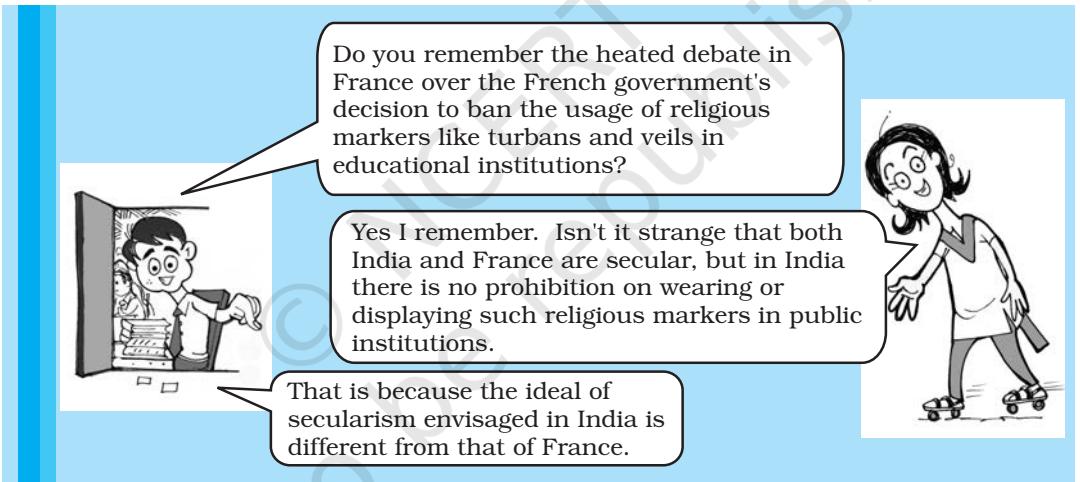 Do you remember the heated debate in
France over the French government's
decision to ban the usage of religious
markers like turbans and veils in
educational institutions?
Yes I remember. Isn't it strange that both
India and France are secular, but in India
there is no prohibition on wearing or
displaying such religious markers in public
institutions.
That is because the ideal of
secularism envisaged in India is
different from that of France.
© NCERT
be republis